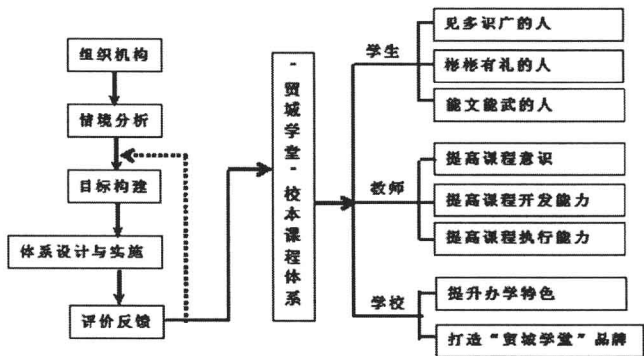 组织机构
情境分析
目标构建
体系设计与实施
评价反馈
“贸城学堂”校本课程体系
学生
见多识广的人
彬彬有礼的人
能文能武的人
教师
提高课程意识
提高课程开发能力
提高课程执行能力
学校
提升办学特色
打造“贸城学堂”品牌